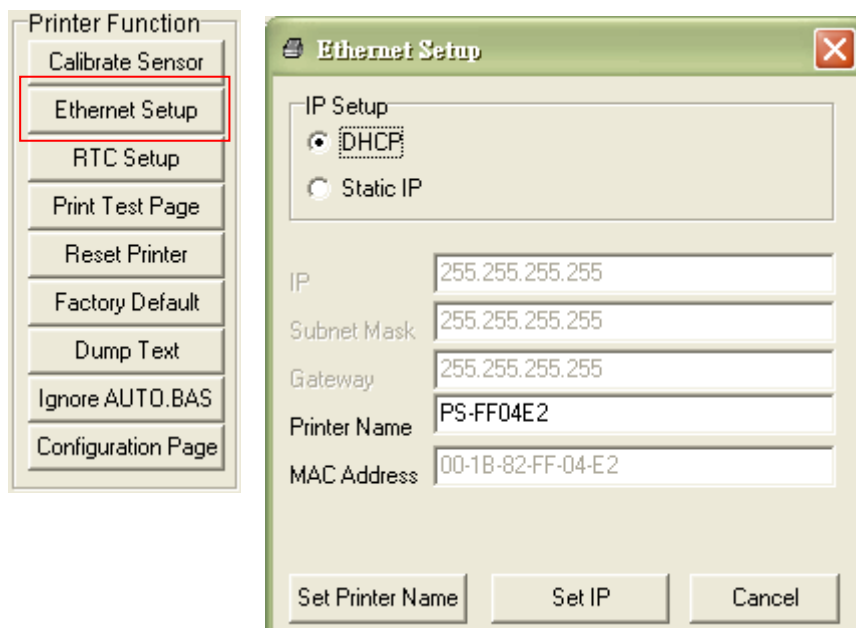 Printer Function
Calibrate Sensor
Ethernet Setup
RTC Setup
Print Test Page
Reset Printer
Factory Default
Dump Text
Ignore AUTO.BAS
Configuration Page
Ethernet Setup
IP Setup
DHCP
Static IP
IP 255.255.255.255
Subnet Mask 255.255.255.255
Gateway 255.255.255.255
Printer Name PS-FF04E2
MAC Address 00-1B-82-FF-04-E2
Set Printer Name Set IP Cancel